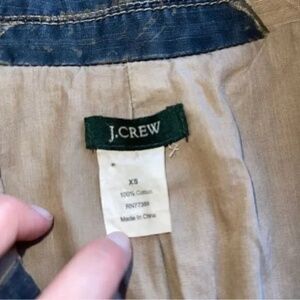 J.CREW
XS
100% Cotton
RN77388
Made in China